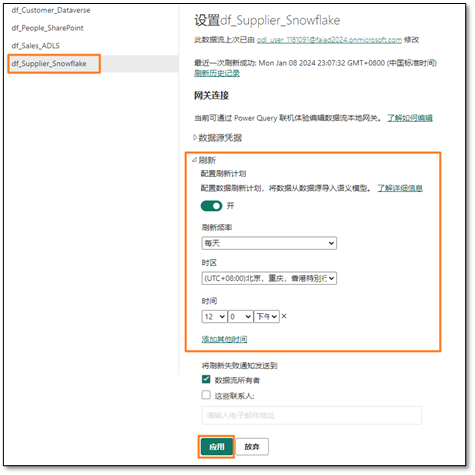 df_Customer_Dataverse
df_People_SharePoint
df_Sales_ADLS
df_Supplier_Snowflake
设置df_Supplier_Snowflake
此数据流上次已由 odl_user_1181091@faiad2024.onmicrosoft.com 修改
最近一次刷新成功: Mon Jan 08 2024 23:07:32 GMT+0800 (中国标准时间)
刷新历史记录
网关连接
当前可通过 Power Query 联机体验编辑数据流本地网关。 了解如何编辑
数据源凭据
刷新
配置刷新计划
配置数据刷新计划，将数据从数据源导入语义模型。 了解详细信息
开
刷新频率
每天
时区
(UTC+08:00)北京，重庆，香港特别行
时间
12 0 下午 ×
添加其他时间
将刷新失败通知发送到
数据流所有者
这些联系人:
请输入电子邮件地址
应用 放弃